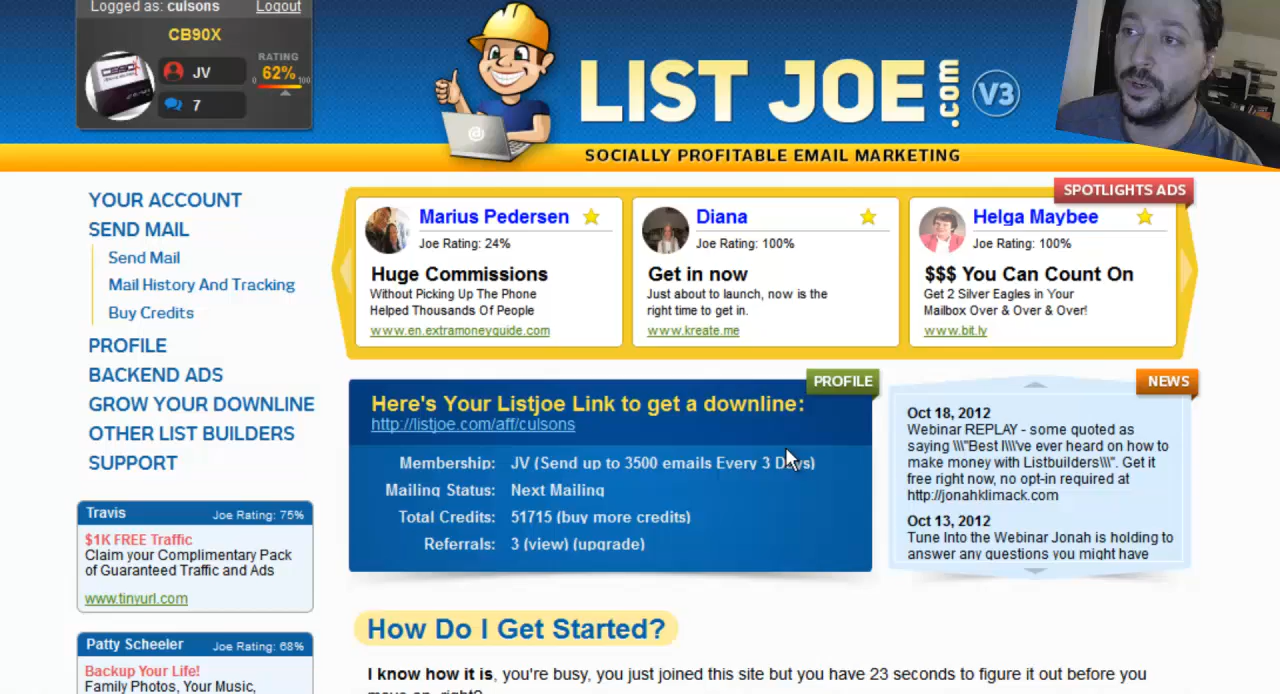 Logged as: culsons Logout
CB90X
JV
7
RATING
62%
0 100
LIST JOE .com V3
SOCIALLY PROFITABLE EMAIL MARKETING
YOUR ACCOUNT
SEND MAIL
Send Mail
Mail History And Tracking
Buy Credits
PROFILE
BACKEND ADS
GROW YOUR DOWNLINE
OTHER LIST BUILDERS
SUPPORT
SPOTLIGHTS ADS
Marius Pedersen
Joe Rating: 24%
Huge Commissions
Without Picking Up The Phone
Helped Thousands Of People
www.en.extramoneyguide.com
Diana
Joe Rating: 100%
Get in now
Just about to launch, now is the
right time to get in.
www.kreate.me
Helga Maybee
Joe Rating: 100%
$$$ You Can Count On
Get 2 Silver Eagles in Your
Mailbox Over & Over & Over!
www.bit.ly
PROFILE
Here's Your Listjoe Link to get a downline:
http://listjoe.com/aff/culsons
Membership: JV (Send up to 3500 emails Every 3 Days)
Mailing Status: Next Mailing
Total Credits: 51715 (buy more credits)
Referrals: 3 (view) (upgrade)
NEWS
Oct 18, 2012
Webinar REPLAY - some quoted as
saying \\\"Best I\\\'ve ever heard on how to
make money with Listbuilders\\\". Get it
free right now, no opt-in required at
http://jonahklimack.com
Oct 13, 2012
Tune Into the Webinar Jonah is holding to
answer any questions you might have
Travis Joe Rating: 75%
$1K FREE Traffic
Claim your Complimentary Pack
of Guaranteed Traffic and Ads
www.tinyurl.com
Patty Scheeler Joe Rating: 68%
Backup Your Life!
Family Photos, Your Music,
How Do I Get Started?
I know how it is, you're busy, you just joined this site but you have 23 seconds to figure it out before you
move on, right?